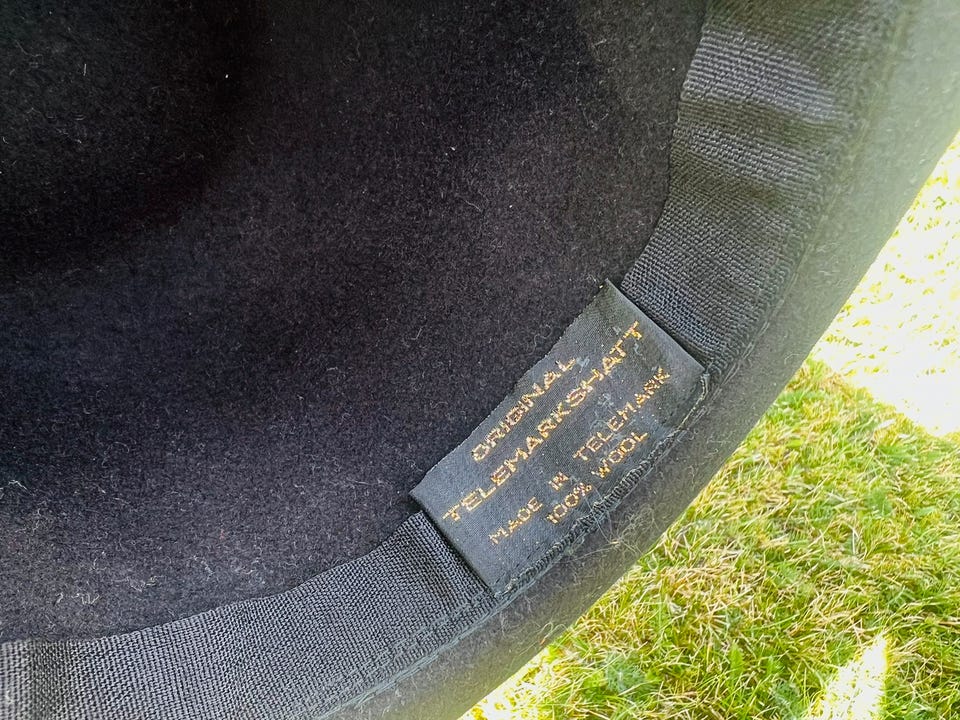 ORIGINAL
TELEMARKSHATT
MADE IN TELEMARK
100% WOOL